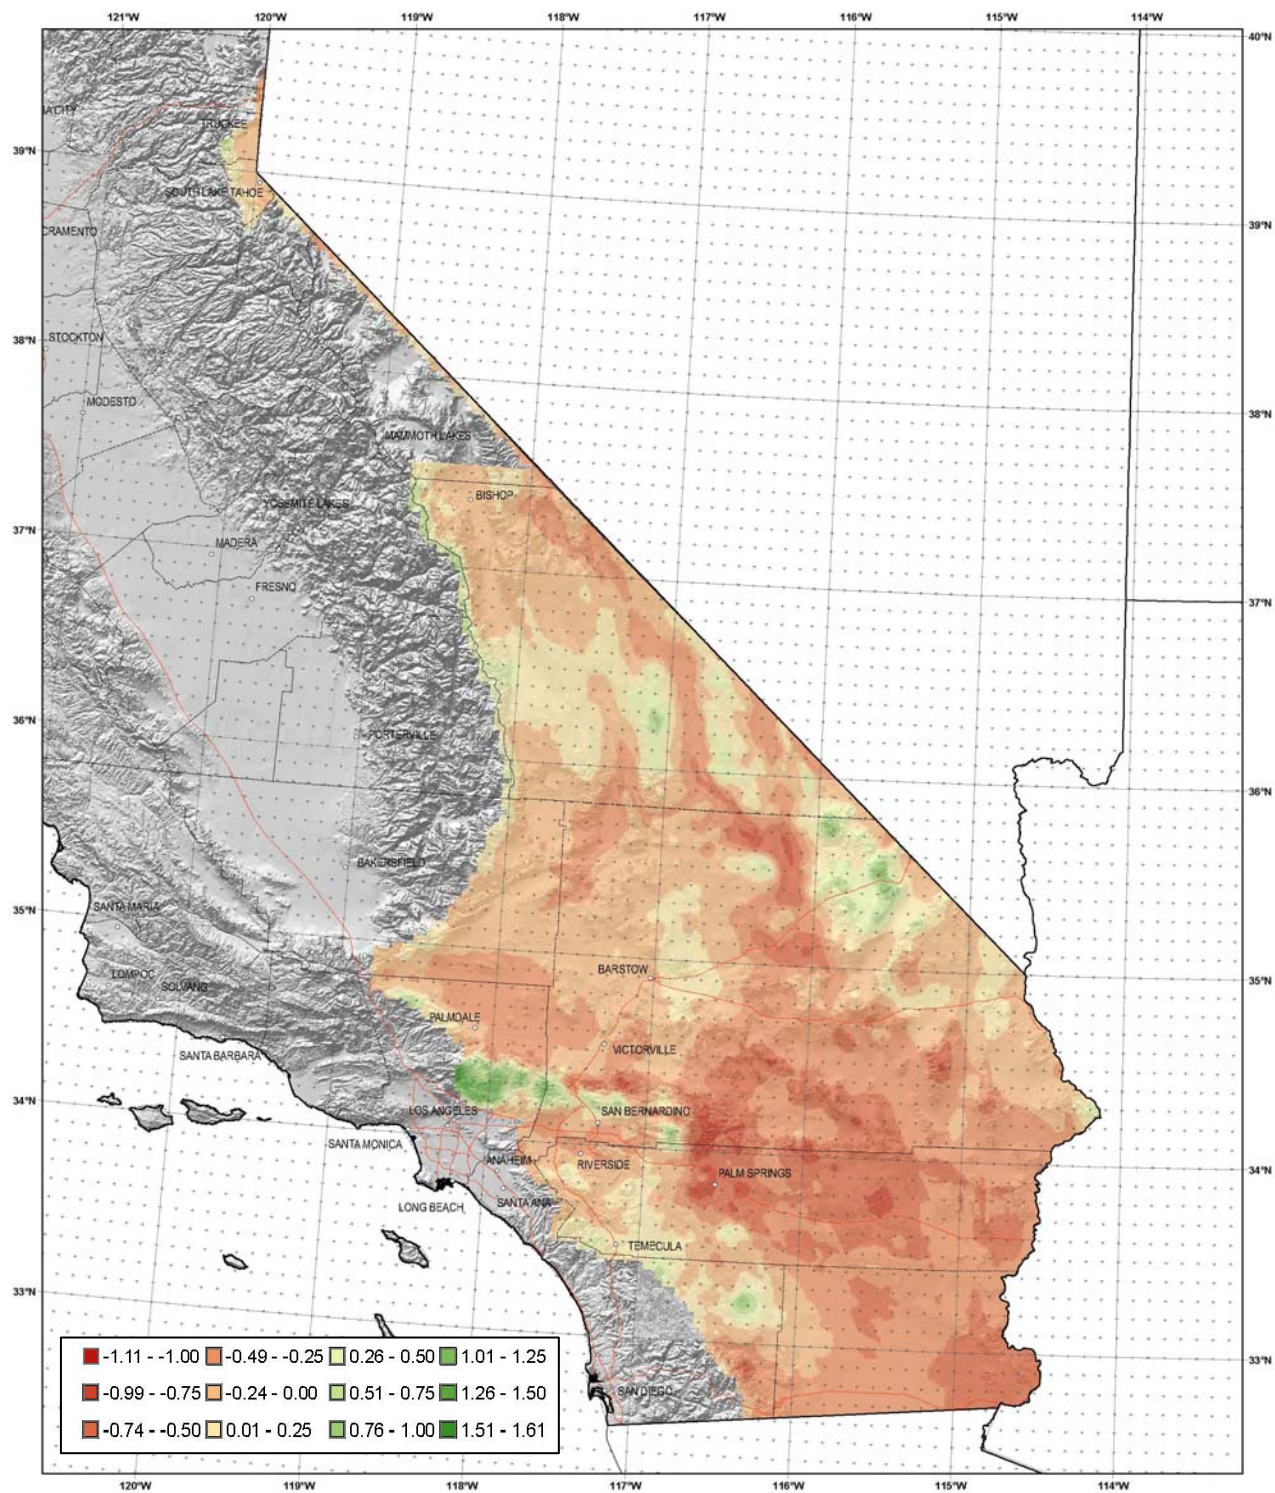 121°W 120°W 119°W 118°W 117°W 116°W 115°W 114°W
40°N
IA CITY
TRUCKEE
39°N
SOUTH LAKE TAHOE
39°N
CRAMENTO
38°N
STOCKTON
MODESTO
38°N
MAMMOTH LAKES
BISHOP
YOSEMITE LAKES
37°N
MADERA
FRESNO
37°N
36°N
PORTERVILLE
36°N
BAKERSFIELD
35°N
SANTA MARIA
LOMPOC
SOLVANG
BARSTOW
35°N
PALMDALE
VICTORVILLE
SANTA BARBARA
34°N
LOS ANGELES
SAN BERNARDINO
SANTA MONICA
ANAHEIM
RIVERSIDE
PALM SPRINGS
34°N
LONG BEACH
SANTA ANA
TEMECULA
33°N
33°N
SAN DIEGO
-1.11 - -1.00 -0.49 - -0.25 0.26 - 0.50 1.01 - 1.25
-0.99 - -0.75 -0.24 - 0.00 0.51 - 0.75 1.26 - 1.50
-0.74 - -0.50 0.01 - 0.25 0.76 - 1.00 1.51 - 1.61
120°W 119°W 118°W 117°W 116°W 115°W 114°W